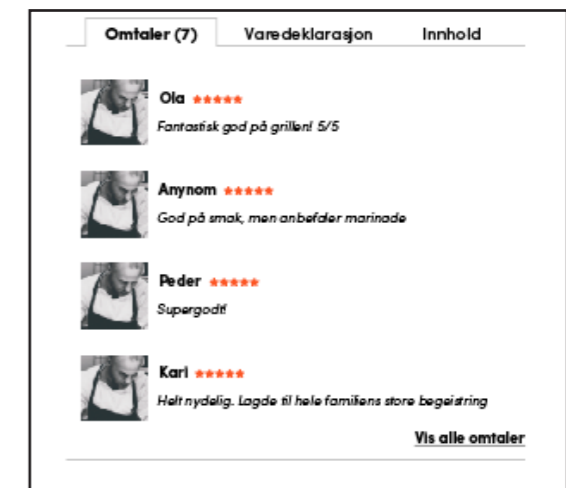 Omtaler (7) Varedeklarasjon Innhold
Ola ★★★★★
Fantastisk god på grillen! 5/5
Anynom ★★★★★
God på smak, men anbefaler marinade
Peder ★★★★★
Supergodt!
Kari ★★★★★
Helt nydelig. Lagde til hele familiens store begeistring
Vis alle omtaler